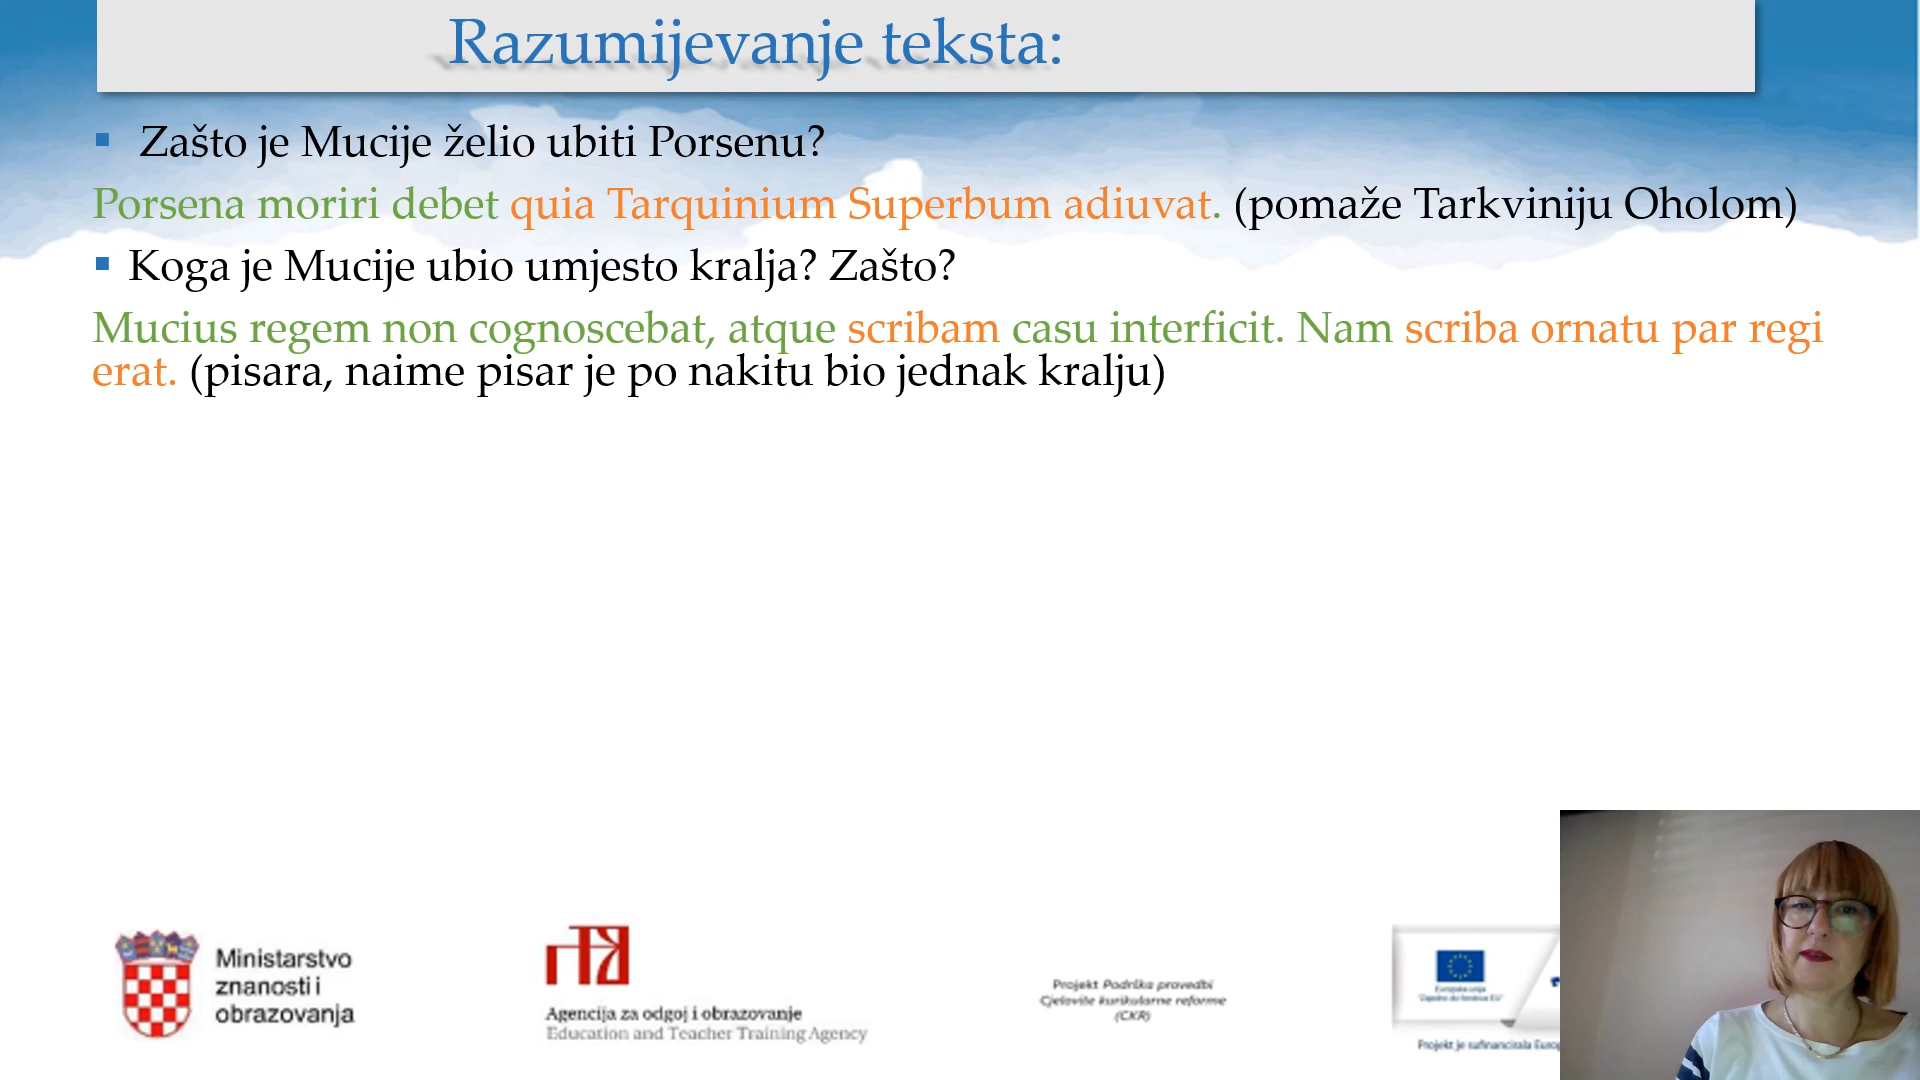 Razumijevanje teksta:
Zašto je Mucije želio ubiti Porsenu?
Porsena moriri debet quia Tarquinium Superbum adiuvat. (pomaže Tarkviniju Oholom)
Koga je Mucije ubio umjesto kralja? Zašto?
Mucius regem non cognoscebat, atque scribam casu interficit. Nam scriba ornatu par regi
erat. (pisara, naime pisar je po nakitu bio jednak kralju)
Ministarstvo
znanosti i
obrazovanja
Agencija za odgoj i obrazovanje
Education and Teacher Training Agency
Projekt Podrška provedbi
Cjelovite kurikularne reforme
(CKR)
Europska unija
"Zajedno do fondova EU"
Projekt je sufinancirala